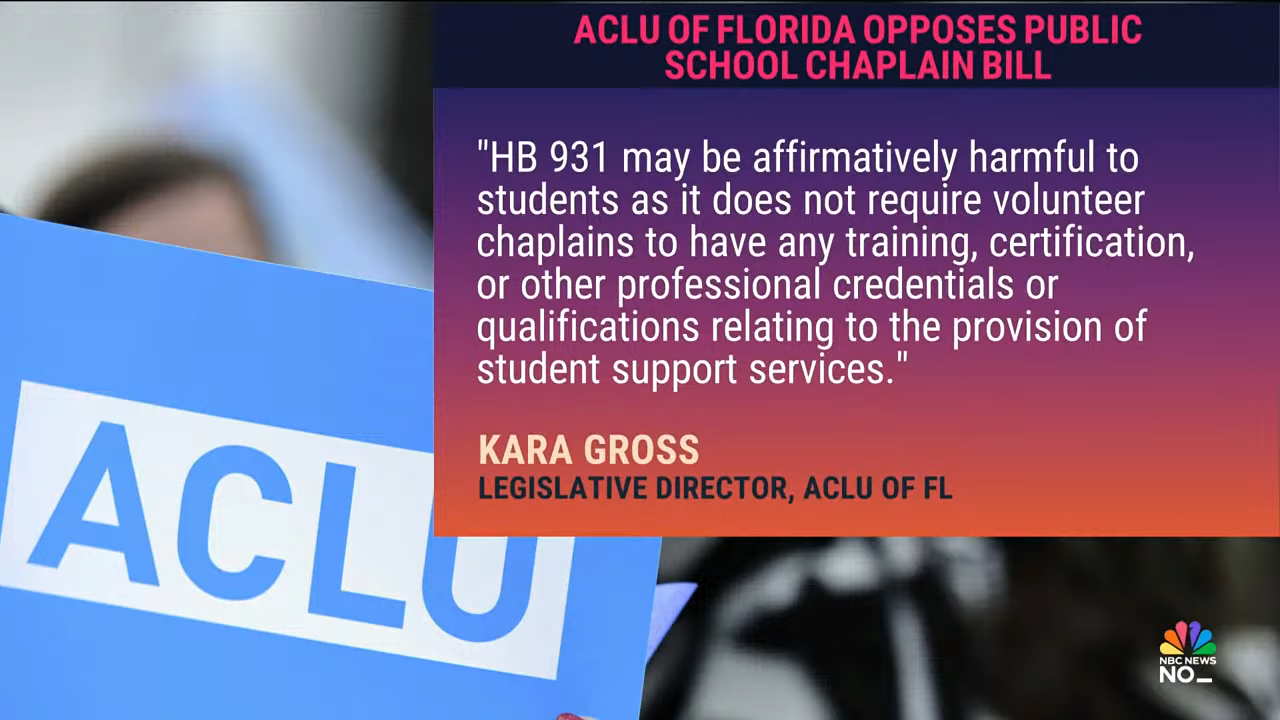 ACLU OF FLORIDA OPPOSES PUBLIC
SCHOOL CHAPLAIN BILL
"HB 931 may be affirmatively harmful to
students as it does not require volunteer
chaplains to have any training, certification,
or other professional credentials or
qualifications relating to the provision of
student support services."
KARA GROSS
LEGISLATIVE DIRECTOR, ACLU OF FL
ACLU
NBC NEWS
NO_